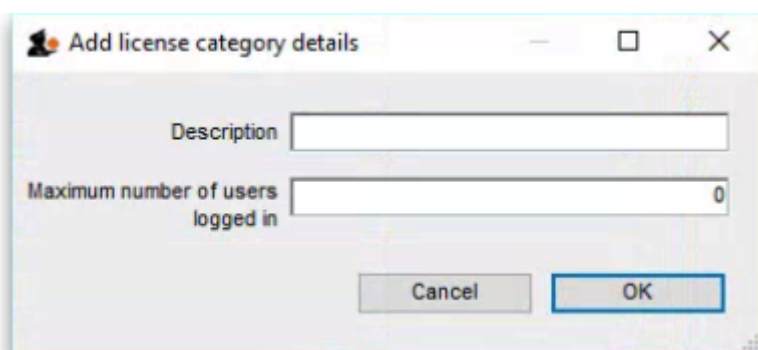 Add license category details
Description
Maximum number of users
logged in
0
Cancel
OK